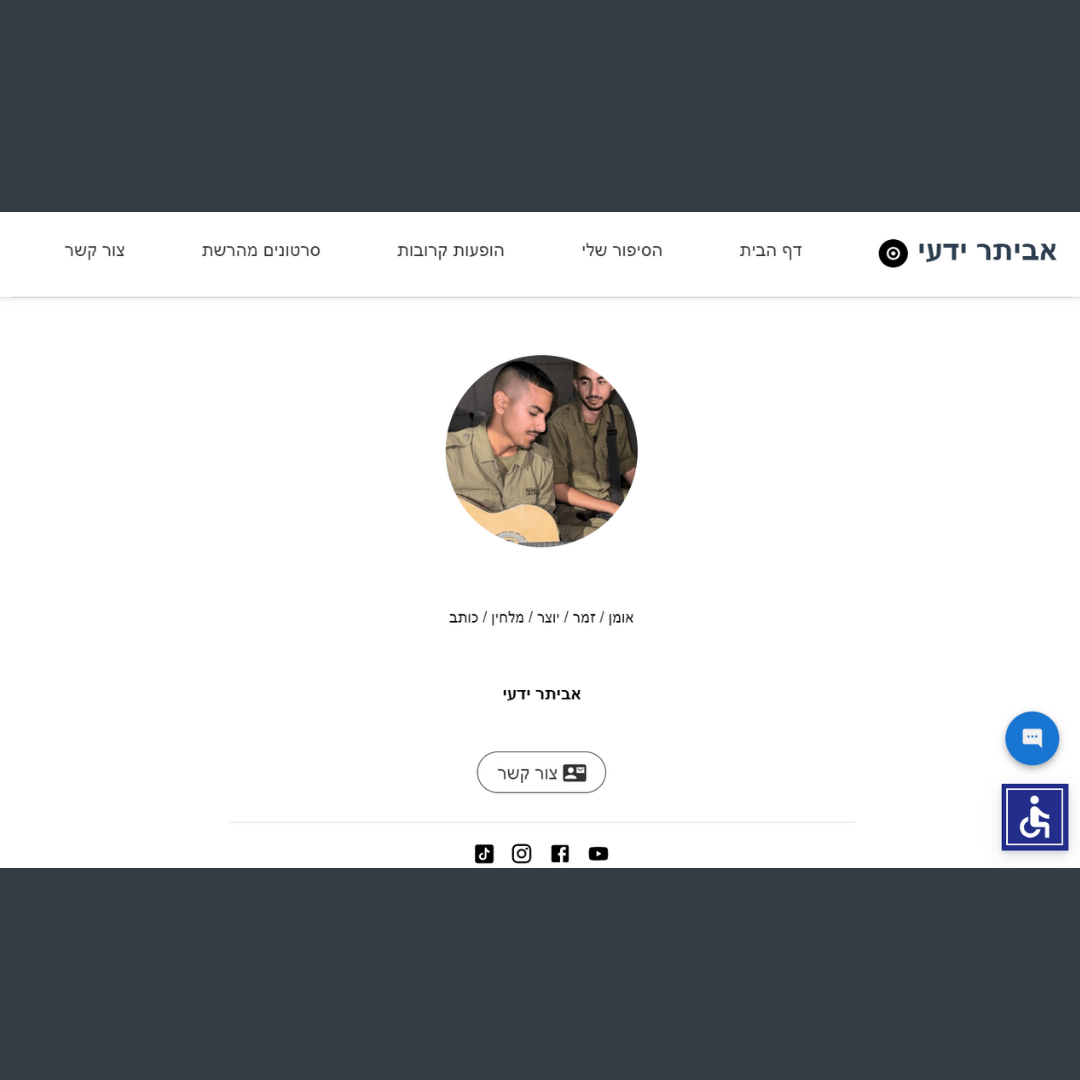 אביתר ידעי
דף הבית
הסיפור שלי
הופעות קרובות
סרטונים מהרשת
צור קשר
אומן / זמר / יוצר / מלחין / כותב
אביתר ידעי
צור קשר